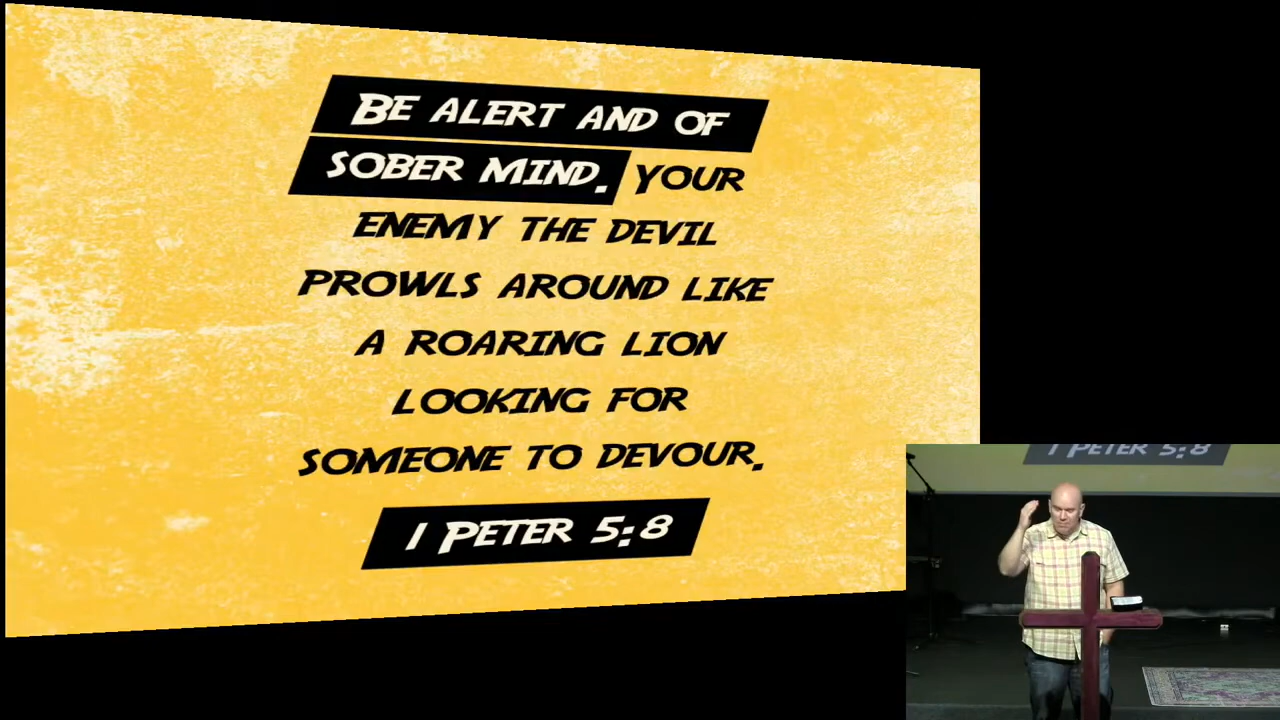 BE ALERT AND OF
SOBER MIND. YOUR
ENEMY THE DEVIL
PROWLS AROUND LIKE
A ROARING LION
LOOKING FOR
SOMEONE TO DEVOUR.
1 PETER 5:8
1 PETER 5:8